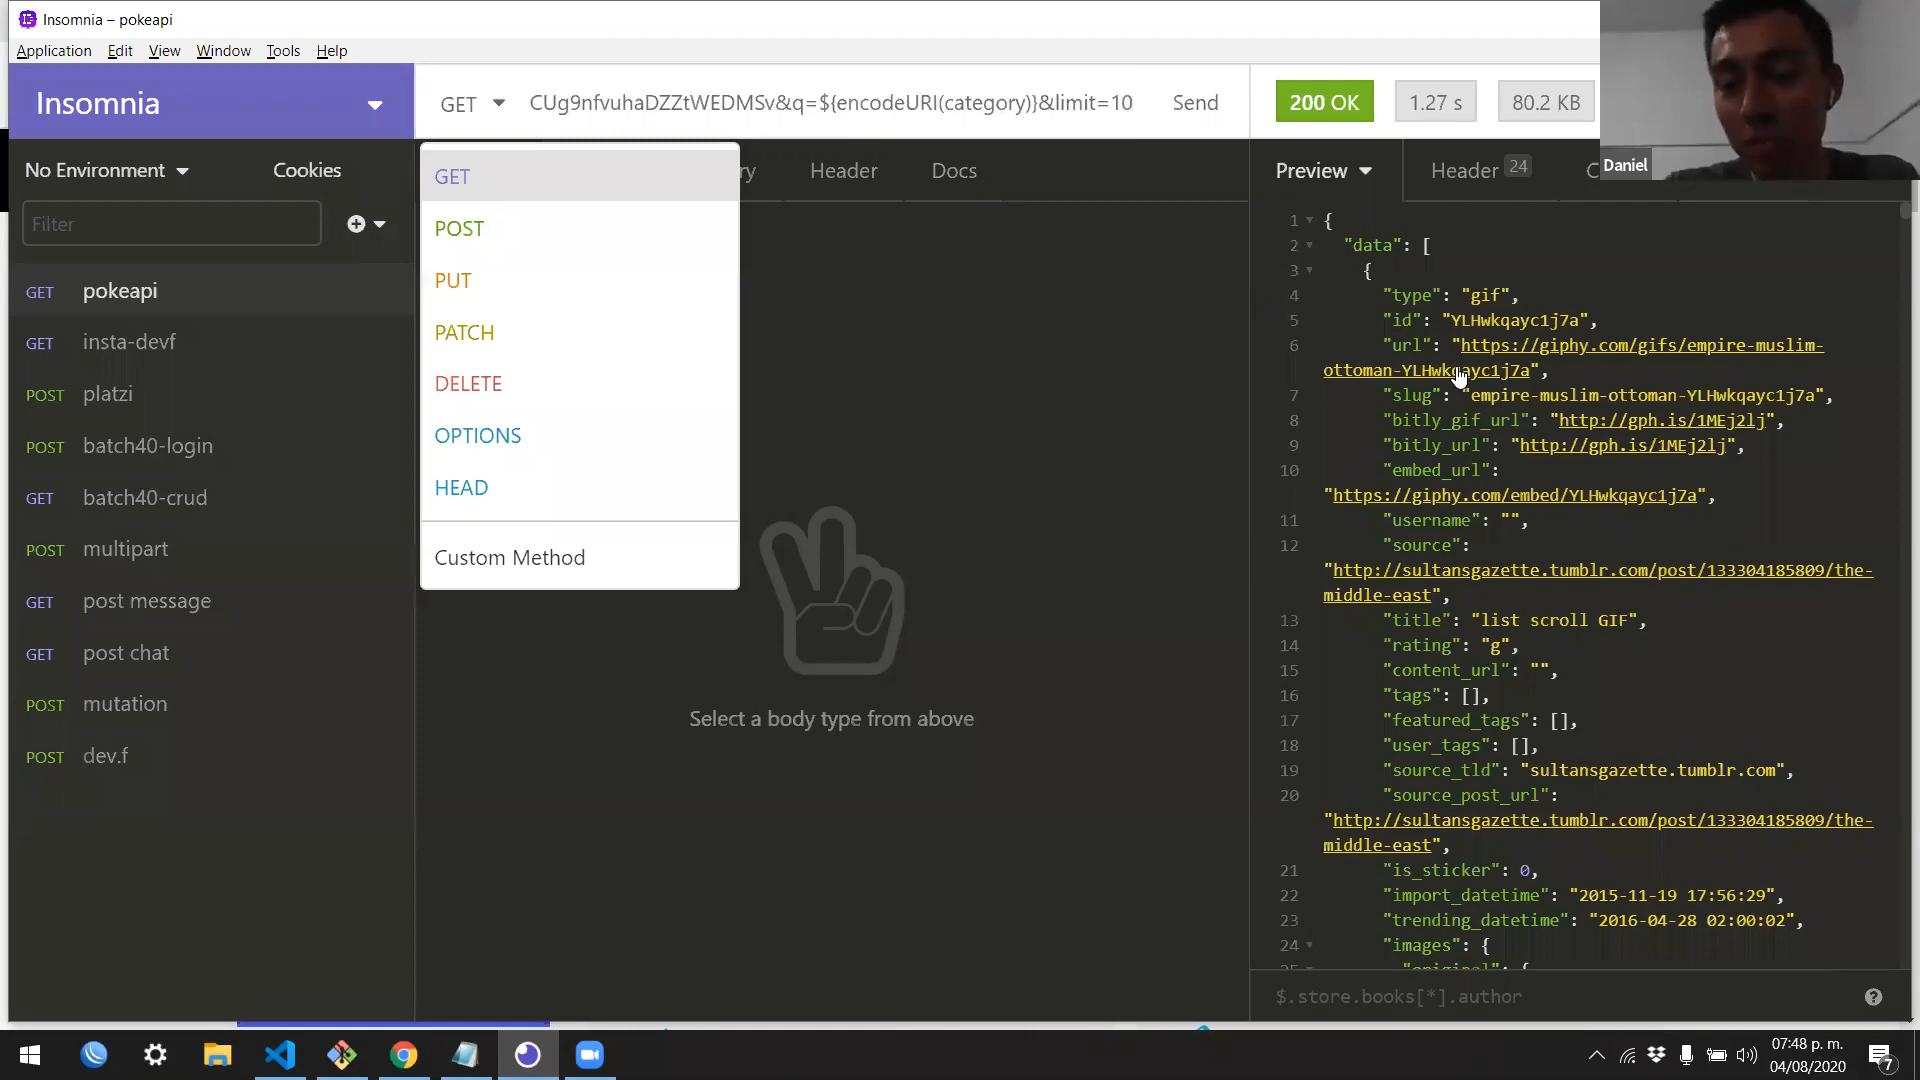 Insomnia – pokeapi
Application Edit View Window Tools Help
Insomnia
GET CUg9nfvuhaDZZtWEDMSv&q=${encodeURI(category)}&limit=10 Send
200 OK 1.27 s 80.2 KB
Daniel
No Environment Cookies
ry Header Docs
Preview Header 24 C
Filter
GET pokeapi
GET insta-devf
POST platzi
POST batch40-login
GET batch40-crud
POST multipart
GET post message
GET post chat
POST mutation
POST dev.f
GET
POST
PUT
PATCH
DELETE
OPTIONS
HEAD
Custom Method
Select a body type from above
1 {
2 "data": [
3 {
4 "type": "gif",
5 "id": "YLHwkqayc1j7a",
6 "url": "https://giphy.com/gifs/empire-muslim-
ottoman-YLHwkqayc1j7a",
7 "slug": "empire-muslim-ottoman-YLHwkqayc1j7a",
8 "bitly_gif_url": "http://gph.is/1MEj2lj",
9 "bitly_url": "http://gph.is/1MEj2lj",
10 "embed_url":
"https://giphy.com/embed/YLHwkqayc1j7a",
11 "username": "",
12 "source":
"http://sultansgazette.tumblr.com/post/133304185809/the-
middle-east",
13 "title": "list scroll GIF",
14 "rating": "g",
15 "content_url": "",
16 "tags": [],
17 "featured_tags": [],
18 "user_tags": [],
19 "source_tld": "sultansgazette.tumblr.com",
20 "source_post_url":
"http://sultansgazette.tumblr.com/post/133304185809/the-
middle-east",
21 "is_sticker": 0,
22 "import_datetime": "2015-11-19 17:56:29",
23 "trending_datetime": "2016-04-28 02:00:02",
24 "images": {
25 "original": {
$.store.books[*].author
07:48 p. m.
04/08/2020
7